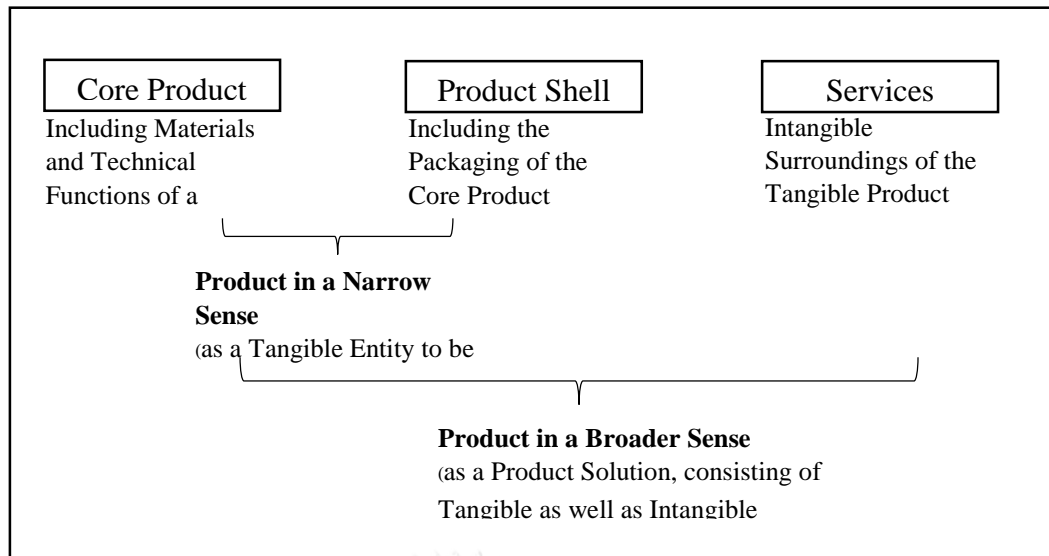 Core Product
Including Materials
and Technical
Functions of a
Product Shell
Including the
Packaging of the
Core Product
Services
Intangible
Surroundings of the
Tangible Product
Product in a Narrow
Sense
(as a Tangible Entity to be
Product in a Broader Sense
(as a Product Solution, consisting of
Tangible as well as Intangible